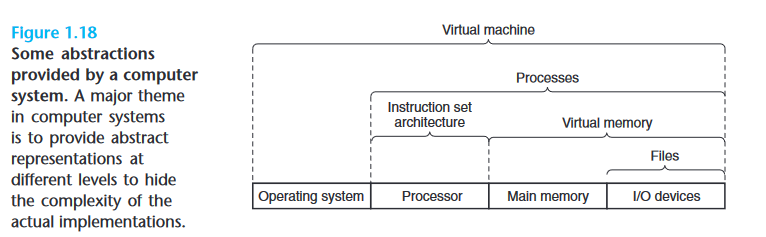 Figure 1.18
Some abstractions
provided by a computer
system. A major theme
in computer systems
is to provide abstract
representations at
different levels to hide
the complexity of the
actual implementations.
Virtual machine
Processes
Instruction set
architecture
Virtual memory
Files
Operating system
Processor
Main memory
I/O devices